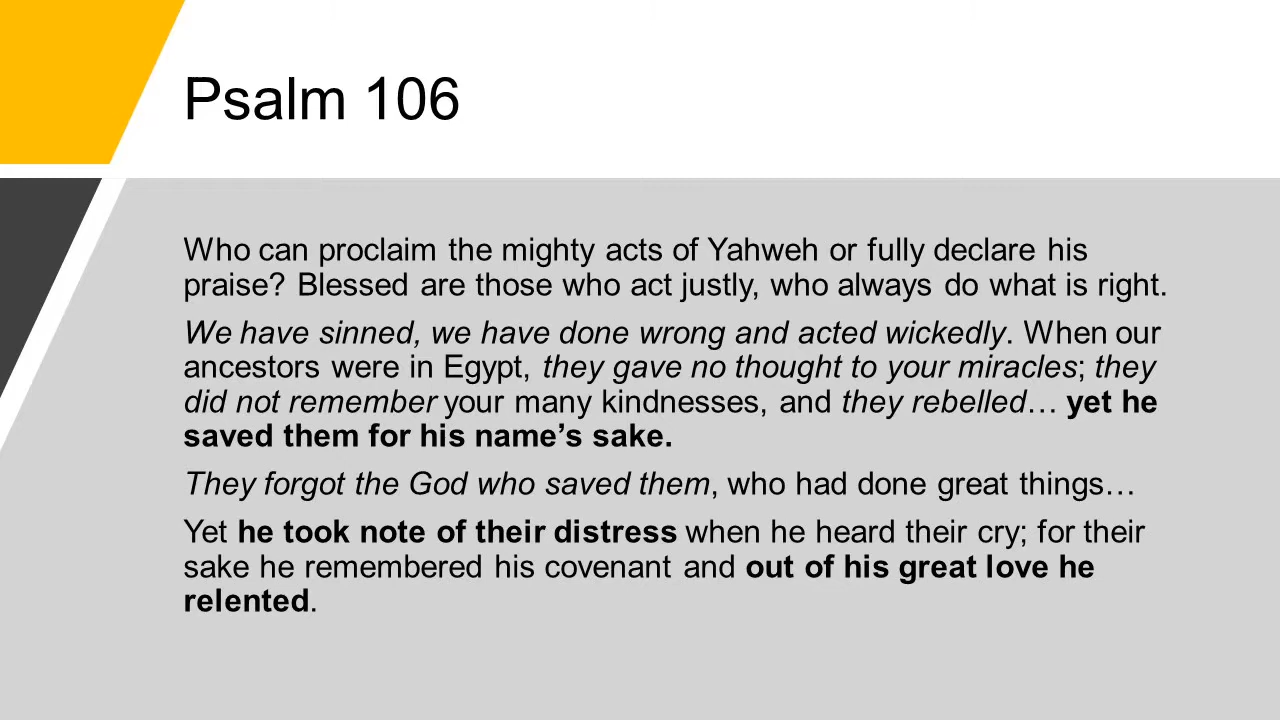 Psalm 106
Who can proclaim the mighty acts of Yahweh or fully declare his
praise? Blessed are those who act justly, who always do what is right.
We have sinned, we have done wrong and acted wickedly. When our
ancestors were in Egypt, they gave no thought to your miracles; they
did not remember your many kindnesses, and they rebelled… yet he
saved them for his name’s sake.
They forgot the God who saved them, who had done great things…
Yet he took note of their distress when he heard their cry; for their
sake he remembered his covenant and out of his great love he
relented.